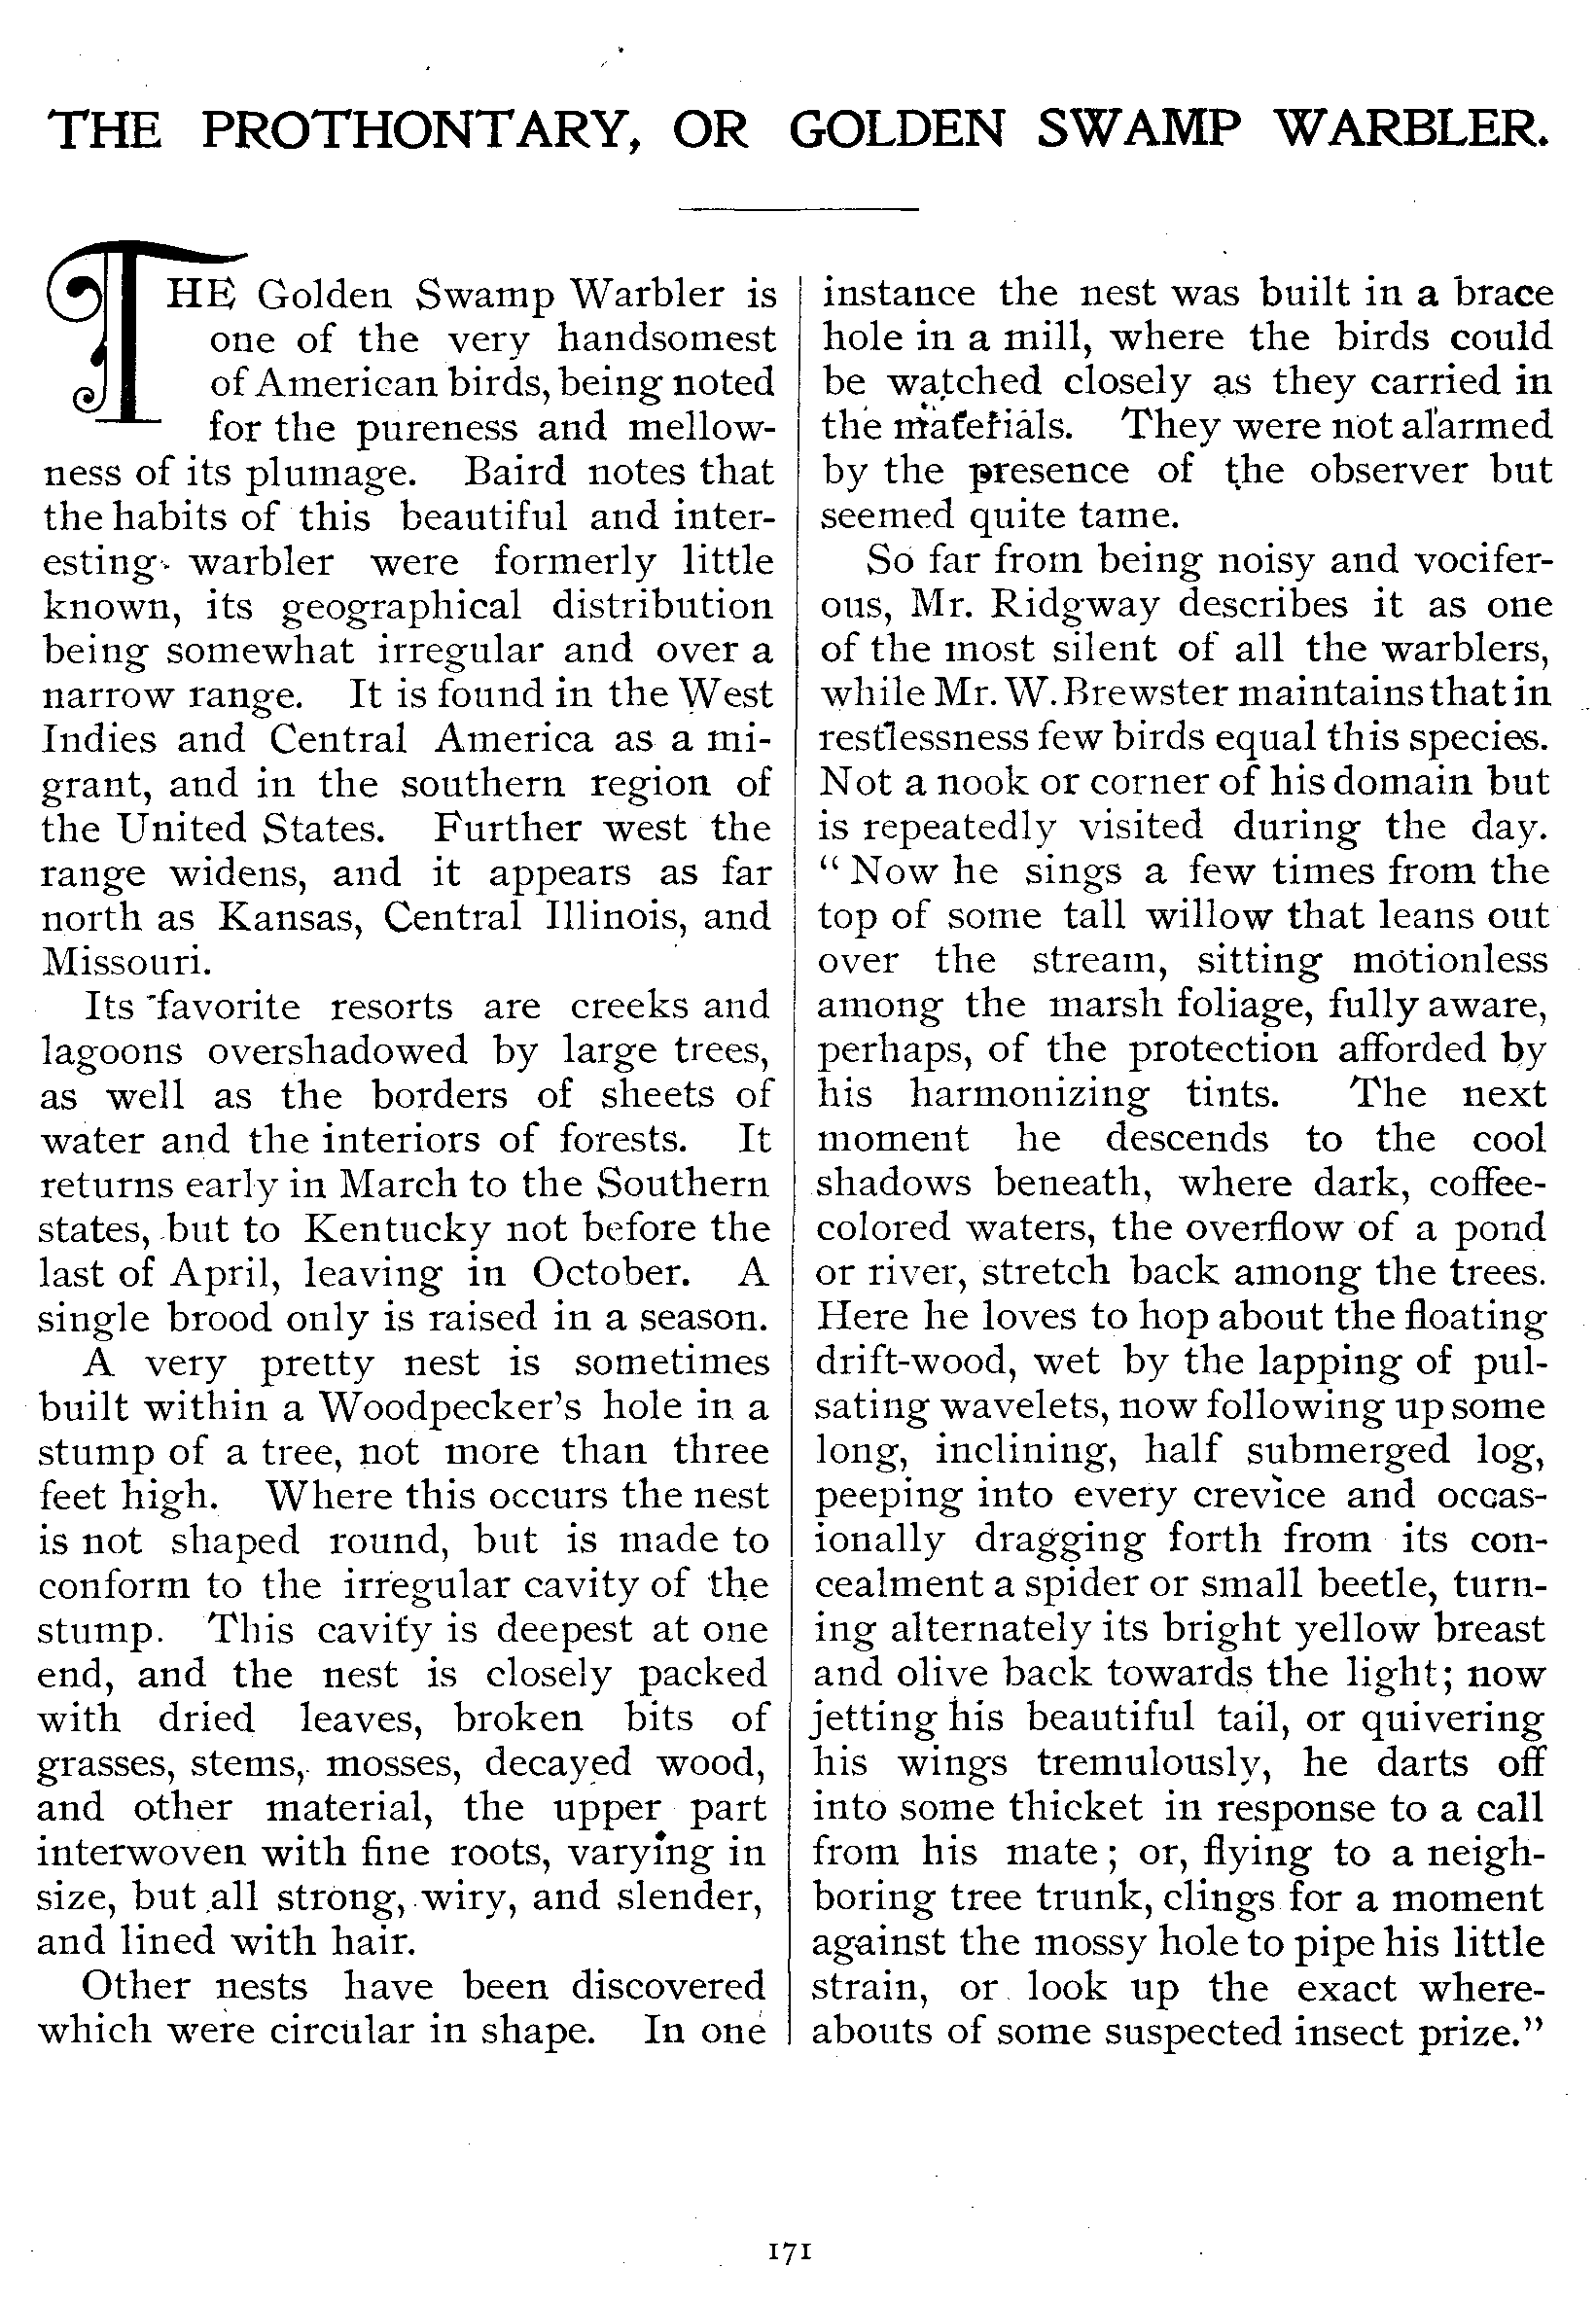 THE PROTHONTARY, OR GOLDEN SWAMP WARBLER.
THE Golden Swamp Warbler is
one of the very handsomest
of American birds, being noted
for the pureness and mellow-
ness of its plumage. Baird notes that
the habits of this beautiful and inter-
esting warbler were formerly little
known, its geographical distribution
being somewhat irregular and over a
narrow range. It is found in the West
Indies and Central America as a mi-
grant, and in the southern region of
the United States. Further west the
range widens, and it appears as far
north as Kansas, Central Illinois, and
Missouri.
Its favorite resorts are creeks and
lagoons overshadowed by large trees,
as well as the borders of sheets of
water and the interiors of forests. It
returns early in March to the Southern
states, but to Kentucky not before the
last of April, leaving in October. A
single brood only is raised in a season.
A very pretty nest is sometimes
built within a Woodpecker's hole in a
stump of a tree, not more than three
feet high. Where this occurs the nest
is not shaped round, but is made to
conform to the irregular cavity of the
stump. This cavity is deepest at one
end, and the nest is closely packed
with dried leaves, broken bits of
grasses, stems, mosses, decayed wood,
and other material, the upper part
interwoven with fine roots, varying in
size, but all strong, wiry, and slender,
and lined with hair.
Other nests have been discovered
which were circular in shape. In one
instance the nest was built in a brace
hole in a mill, where the birds could
be watched closely as they carried in
the materials. They were not alarmed
by the presence of the observer but
seemed quite tame.
So far from being noisy and vocifer-
ous, Mr. Ridgway describes it as one
of the most silent of all the warblers,
while Mr. W. Brewster maintains that in
restlessness few birds equal this species.
Not a nook or corner of his domain but
is repeatedly visited during the day.
"Now he sings a few times from the
top of some tall willow that leans out
over the stream, sitting motionless
among the marsh foliage, fully aware,
perhaps, of the protection afforded by
his harmonizing tints. The next
moment he descends to the cool
shadows beneath, where dark, coffee-
colored waters, the overflow of a pond
or river, stretch back among the trees.
Here he loves to hop about the floating
drift-wood, wet by the lapping of pul-
sating wavelets, now following up some
long, inclining, half submerged log,
peeping into every crevice and occas-
ionally dragging forth from its con-
cealment a spider or small beetle, turn-
ing alternately its bright yellow breast
and olive back towards the light; now
jetting his beautiful tail, or quivering
his wings tremulously, he darts off
into some thicket in response to a call
from his mate; or, flying to a neigh-
boring tree trunk, clings for a moment
against the mossy hole to pipe his little
strain, or look up the exact where-
abouts of some suspected insect prize."
171